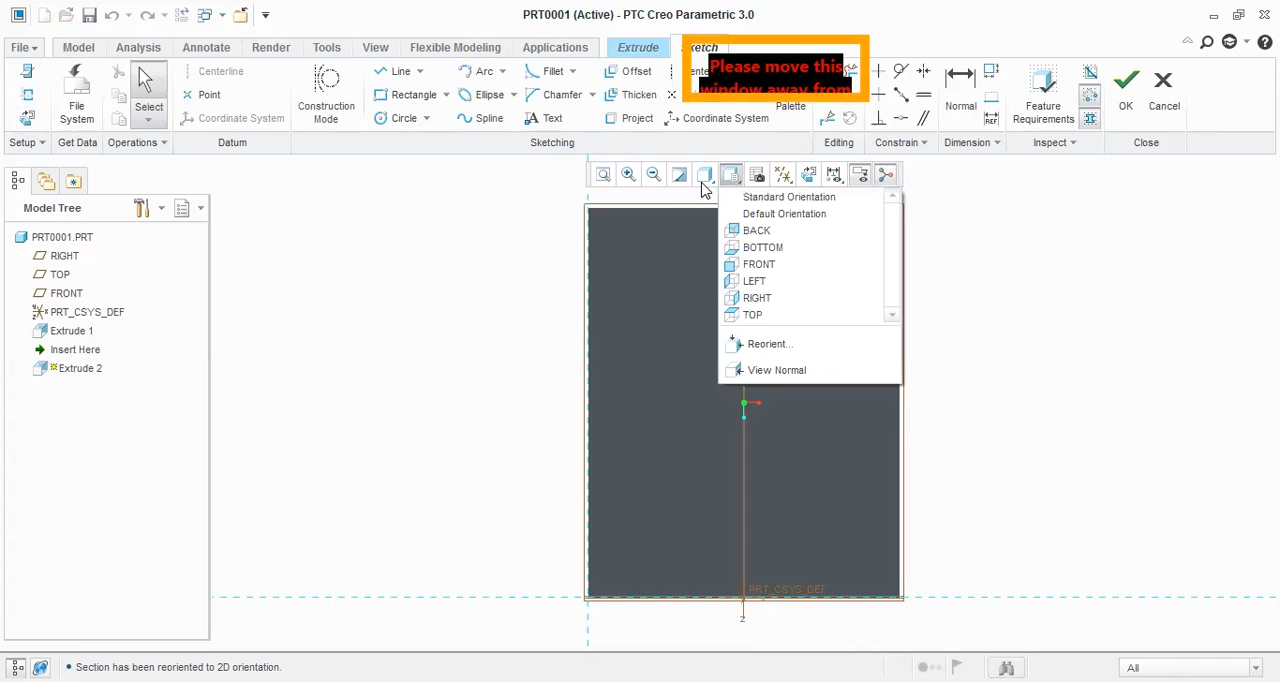 PRT0001 (Active) - PTC Creo Parametric 3.0
File Model Analysis Annotate Render Tools View Flexible Modeling Applications Extrude Sketch
Please move this
window away from
File
System
Select
Centerline
Point
Coordinate System
Construction
Mode
Line
Rectangle
Circle
Arc
Ellipse
Spline
Fillet
Chamfer
Text
Offset
Thicken
Project
Coordinate System
Palette
Normal
Feature
Requirements
OK
Cancel
Setup Get Data Operations Datum Sketching Editing Constrain Dimension Inspect Close
Model Tree
PRT0001.PRT
RIGHT
TOP
FRONT
PRT_CSYS_DEF
Extrude 1
Insert Here
Extrude 2
Standard Orientation
Default Orientation
BACK
BOTTOM
FRONT
LEFT
RIGHT
TOP
Reorient...
View Normal
PRT_CSYS_DEF
Z
Section has been reoriented to 2D orientation.
All